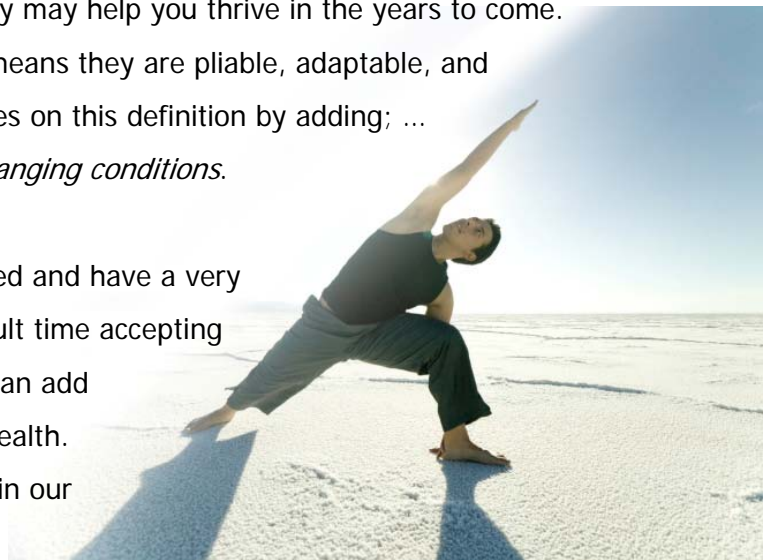 y may help you thrive in the years to come.
means they are pliable, adaptable, and
es on this definition by adding; ...
anging conditions.
ed and have a very
ult time accepting
an add
ealth.
in our